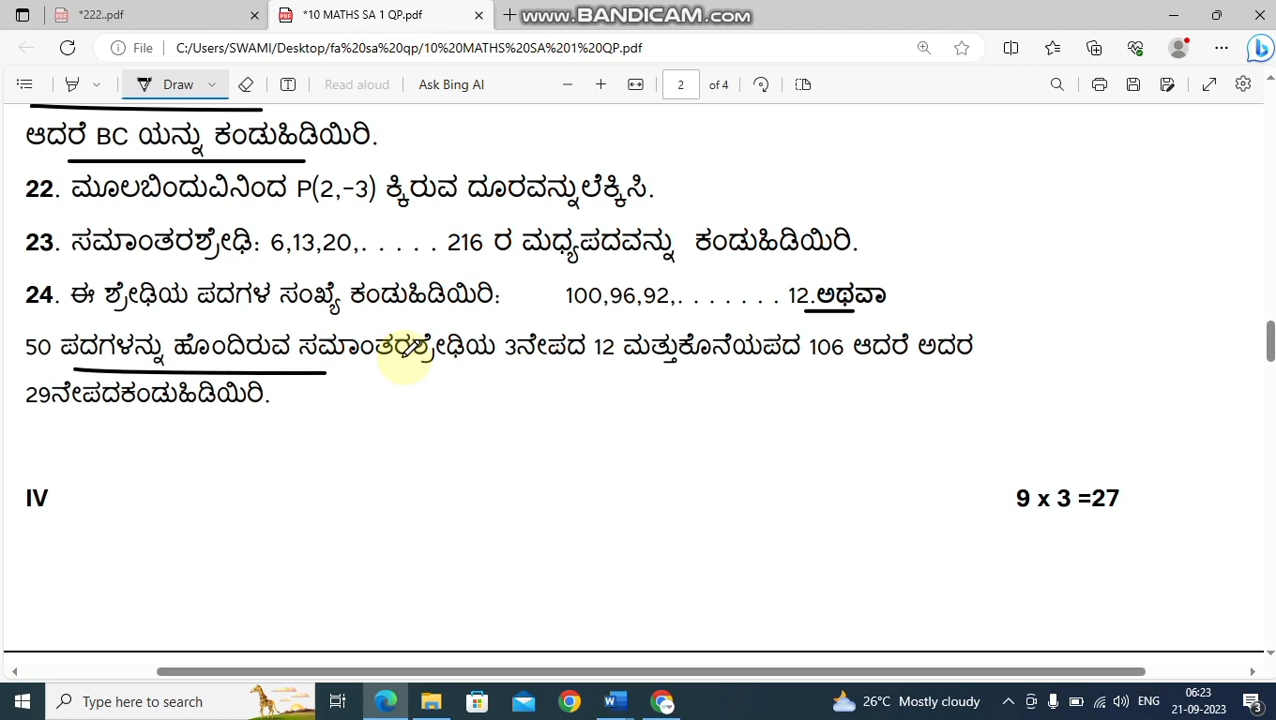 *222..pdf
*10 MATHS SA 1 QP.pdf
www.BANDICAM.com
File
C:/Users/SWAMI/Desktop/fa%20sa%20qp/10%20MATHS%20SA%201%20QP.pdf
Draw
Read aloud
Ask Bing AI
2
of 4
ಆದರೆ BC ಯನ್ನು ಕಂಡುಹಿಡಿಯಿರಿ.
22. ಮೂಲಬಿಂದುವಿನಿಂದ P(2,-3) ಕ್ಕಿರುವ ದೂರವನ್ನುಲೆಕ್ಕಿಸಿ.
23. ಸಮಾಂತರಶ್ರೇಢಿ: 6,13,20,. . . . . 216 ರ ಮಧ್ಯಪದವನ್ನು ಕಂಡುಹಿಡಿಯಿರಿ.
24. ಈ ಶ್ರೇಢಿಯ ಪದಗಳ ಸಂಖ್ಯೆ ಕಂಡುಹಿಡಿಯಿರಿ: 100,96,92,. . . . . . . 12.ಅಥವಾ
50 ಪದಗಳನ್ನು ಹೊಂದಿರುವ ಸಮಾಂತರಶ್ರೇಢಿಯ 3ನೇಪದ 12 ಮತ್ತುಕೊನೆಯಪದ 106 ಆದರೆ ಅದರ
29ನೇಪದಕಂಡುಹಿಡಿಯಿರಿ.
IV 9 x 3 =27
Type here to search
26°C Mostly cloudly
ENG
06:23
21-09-2023
3